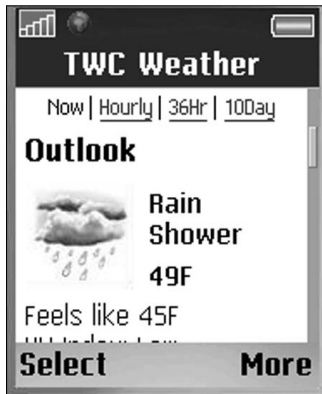 TWC Weather
Now | Hourly | 36Hr | 10Day
Outlook
Rain
Shower
49F
Feels like 45F
Select More